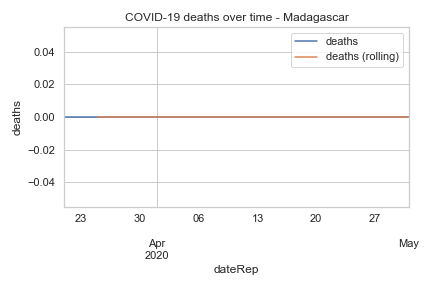 COVID-19 deaths over time - Madagascar
deaths
deaths (rolling)
0.04
0.02
0.00
−0.02
−0.04
deaths
23
30
06
13
20
27
Apr
2020
May
dateRep